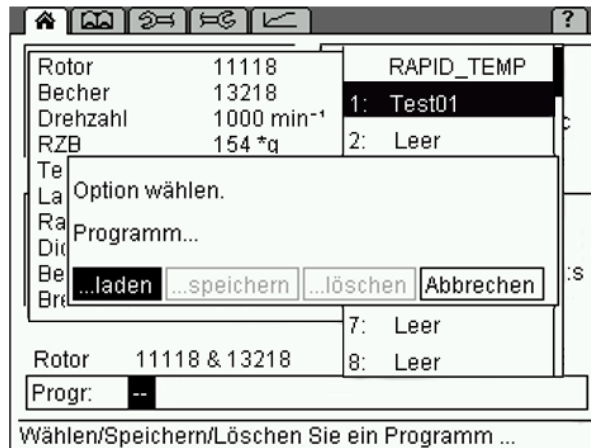 ?
Rotor 11118
Becher 13218
Drehzahl 1000 min⁻¹
RZB 154 *g
Te
La
Ra
Dic
Be
Bre
RAPID_TEMP
1: Test01
2: Leer
c
Option wählen.
Programm...
...laden ...speichern ...löschen Abbrechen
:s
7: Leer
8: Leer
Rotor 11118 & 13218
Progr: --
Wählen/Speichern/Löschen Sie ein Programm ...